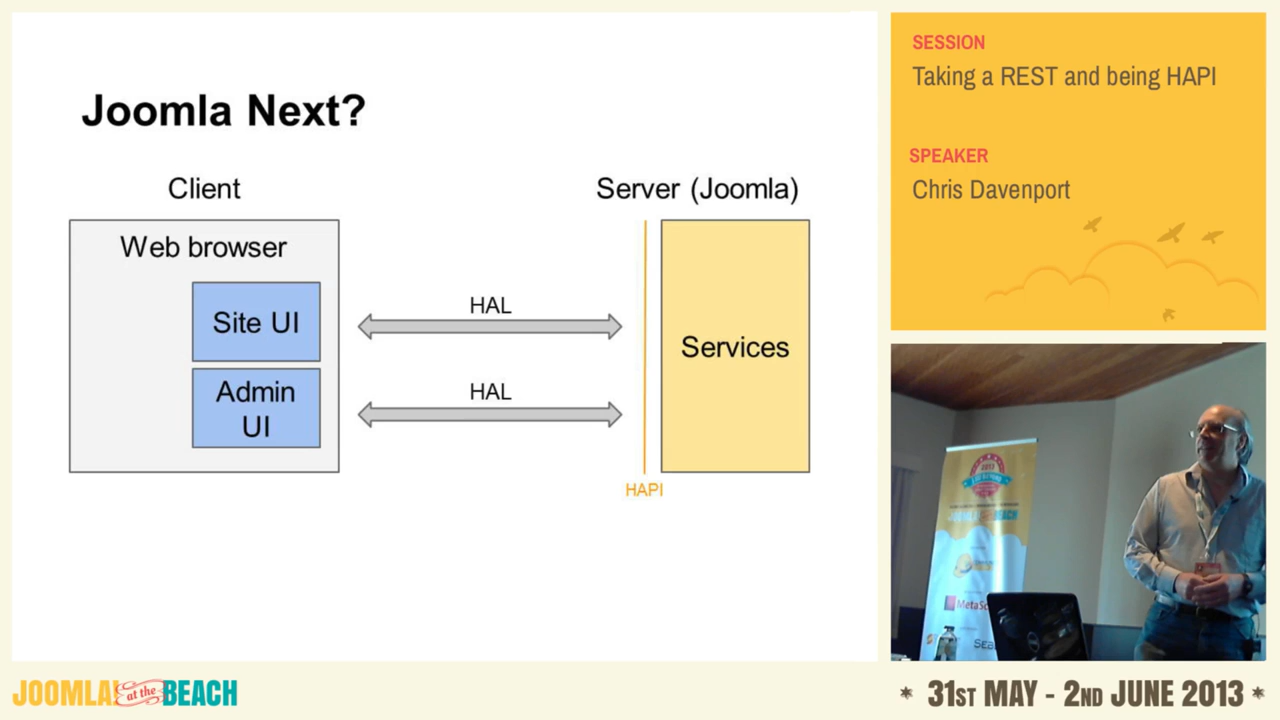 Joomla Next?
Client
Server (Joomla)
Web browser
Site UI
Admin
UI
HAL
HAL
Services
HAPI
SESSION
Taking a REST and being HAPI
SPEAKER
Chris Davenport
2013
JOOMLA! at the BEACH
* 31ST MAY - 2ND JUNE 2013 *